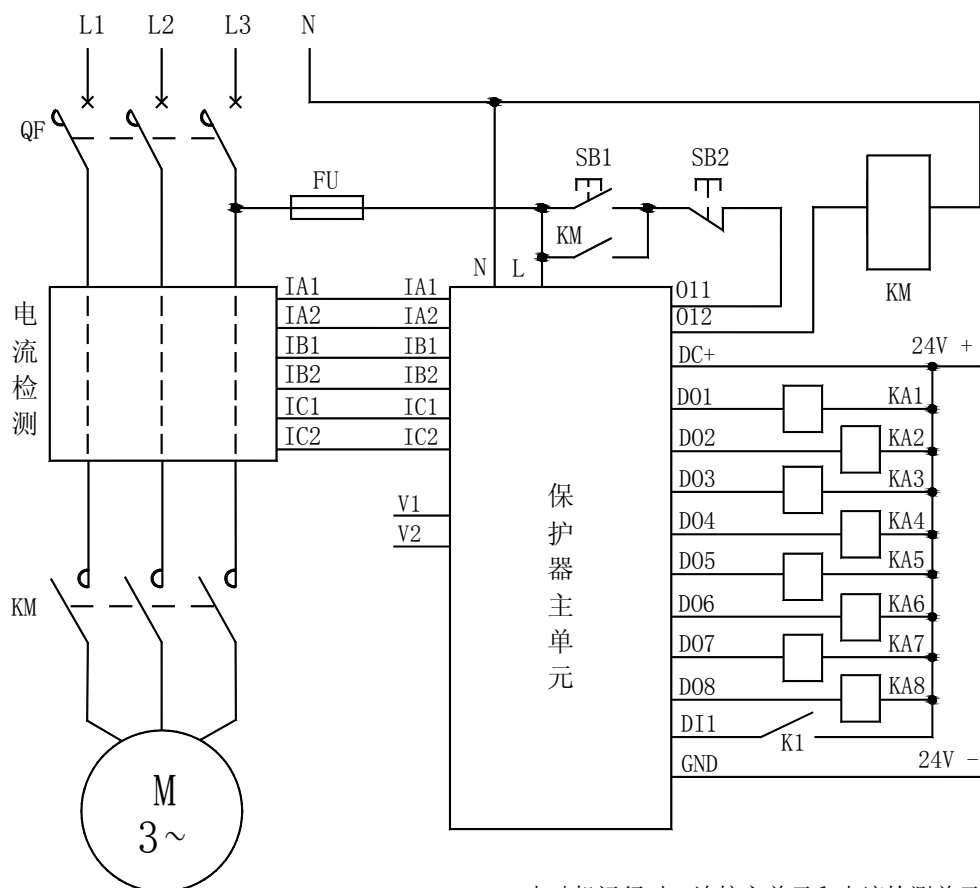 L1
L2
L3
N
QF
FU
SB1
SB2
KM
KM
N
L
电流检测
IA1
IA1
IA2
IA2
IB1
IB1
IB2
IB2
IC1
IC1
IC2
IC2
V1
V2
保护器主单元
O11
O12
DC+
24V +
DO1
KA1
DO2
KA2
DO3
KA3
DO4
KA4
DO5
KA5
DO6
KA6
DO7
KA7
DO8
KA8
DI1
K1
GND
24V -
KM
M
3~